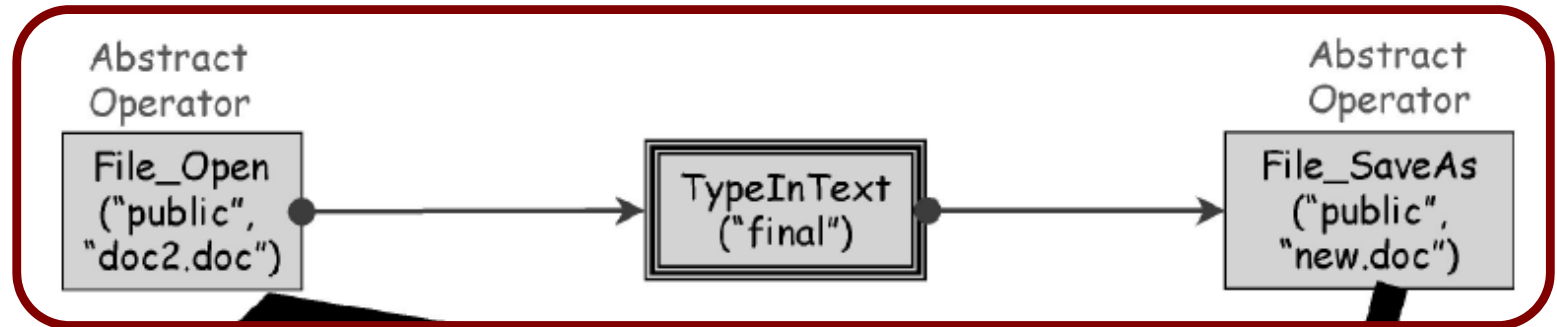 Abstract
Operator
File_Open
("public",
"doc2.doc")
TypeInText
("final")
Abstract
Operator
File_SaveAs
("public",
"new.doc")